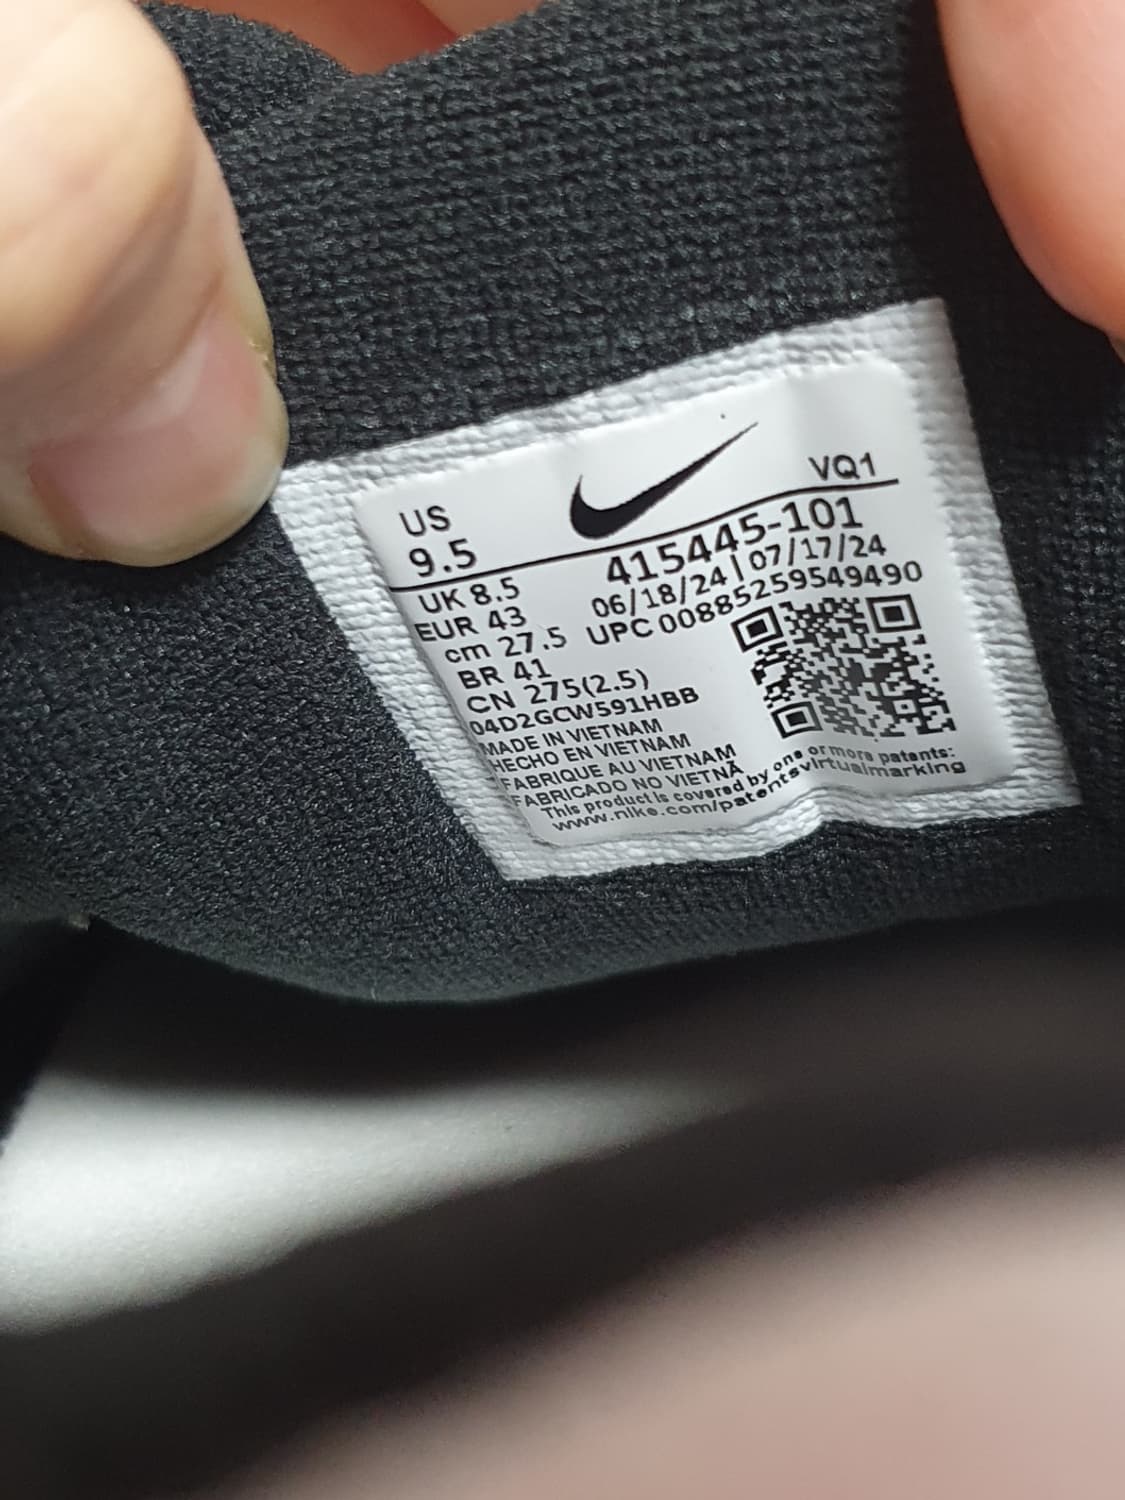 VQ1
US
9.5
415445-101
UK 8.5
06/18/24 | 07/17/24
EUR 43
UPC 00885259549490
cm 27.5
BR 41
CN 275(2.5)
04D2GCW591HBB
MADE IN VIETNAM
HECHO EN VIETNAM
FABRIQUE AU VIETNAM
FABRICADO NO VIETNÃ
This product is covered by one or more patents:
www.nike.com/patentsvirtualmarking